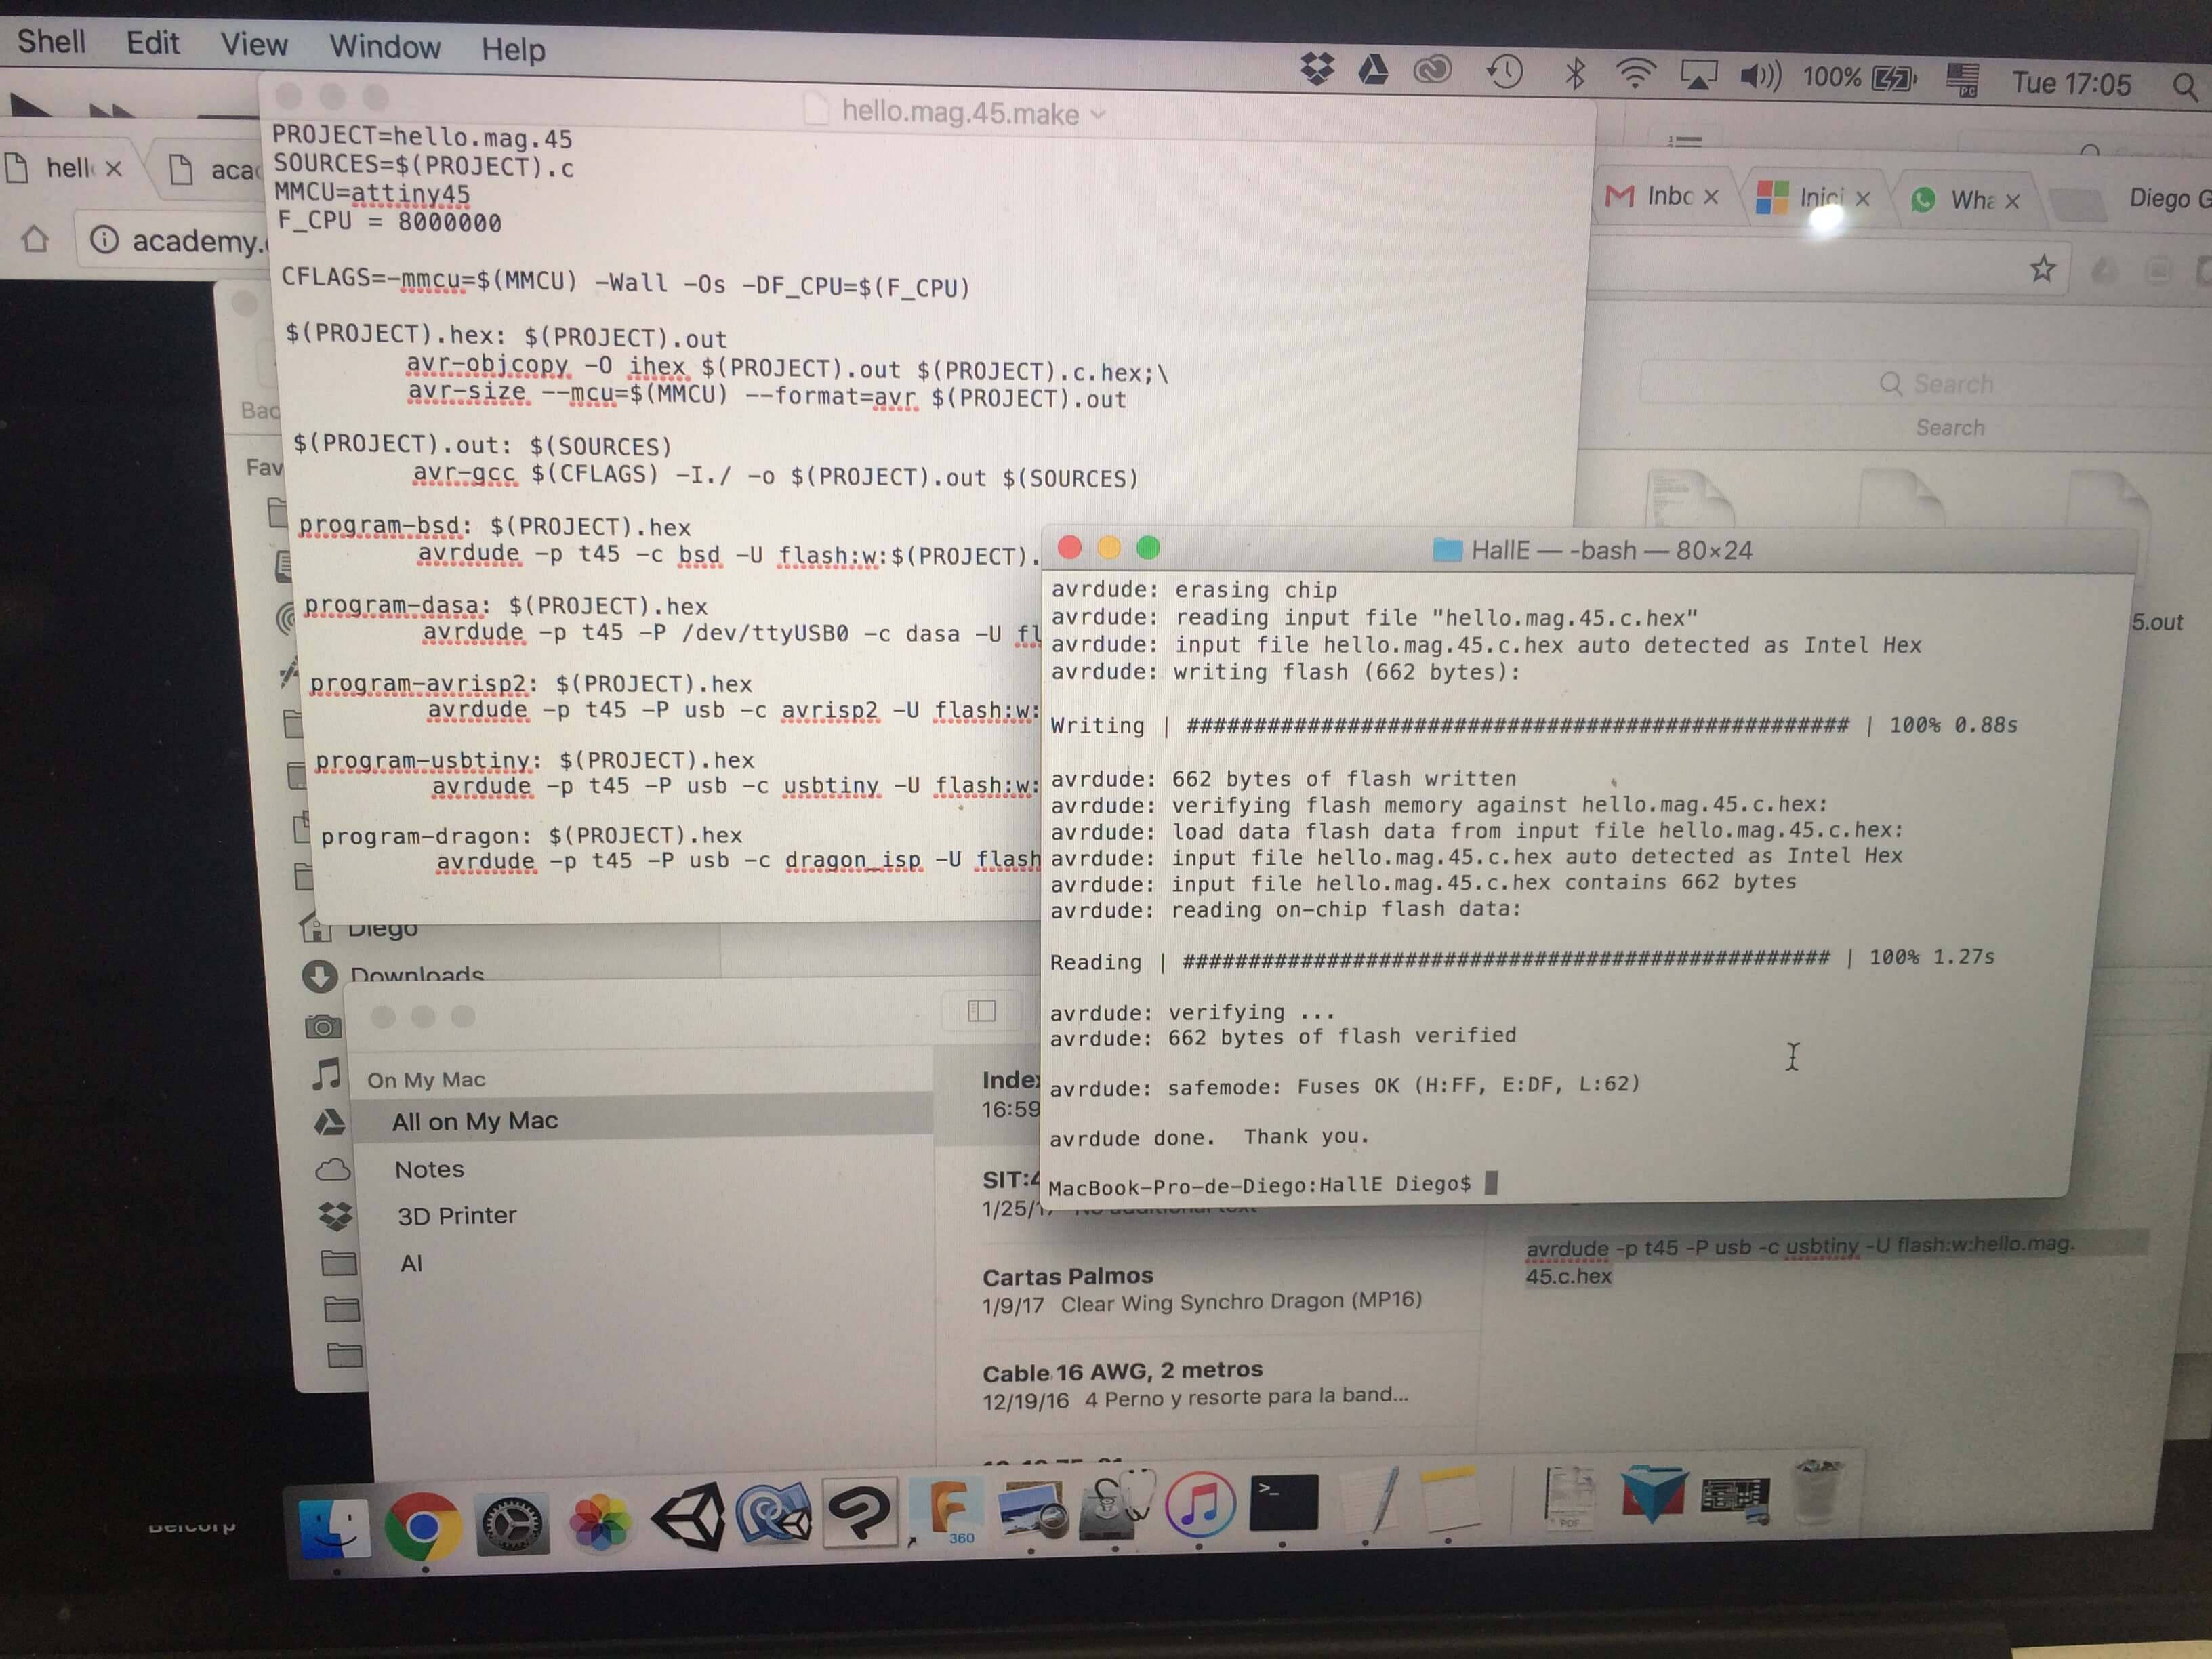 Shell Edit View Window Help
100% Tue 17:05
hello.mag.45.make
hell
academy.
Inbo
Inici
Wha
Diego G
PROJECT=hello.mag.45
SOURCES=$(PROJECT).c
MMCU=attiny45
F_CPU = 8000000
CFLAGS=-mmcu=$(MMCU) -Wall -Os -DF_CPU=$(F_CPU)
$(PROJECT).hex: $(PROJECT).out
avr-objcopy -O ihex $(PROJECT).out $(PROJECT).c.hex;\
avr-size --mcu=$(MMCU) --format=avr $(PROJECT).out
$(PROJECT).out: $(SOURCES)
avr-gcc $(CFLAGS) -I./ -o $(PROJECT).out $(SOURCES)
program-bsd: $(PROJECT).hex
avrdude -p t45 -c bsd -U flash:w:$(PROJECT).
program-dasa: $(PROJECT).hex
avrdude -p t45 -P /dev/ttyUSB0 -c dasa -U fl
program-avrisp2: $(PROJECT).hex
avrdude -p t45 -P usb -c avrisp2 -U flash:w:
program-usbtiny: $(PROJECT).hex
avrdude -p t45 -P usb -c usbtiny -U flash:w:
program-dragon: $(PROJECT).hex
avrdude -p t45 -P usb -c dragon_isp -U flash
Search
Search
5.out
Bac
Fav
Diego
Downloads
HallE — -bash — 80×24
avrdude: erasing chip
avrdude: reading input file "hello.mag.45.c.hex"
avrdude: input file hello.mag.45.c.hex auto detected as Intel Hex
avrdude: writing flash (662 bytes):
Writing | ################################################## | 100% 0.88s
avrdude: 662 bytes of flash written
avrdude: verifying flash memory against hello.mag.45.c.hex:
avrdude: load data flash data from input file hello.mag.45.c.hex:
avrdude: input file hello.mag.45.c.hex auto detected as Intel Hex
avrdude: input file hello.mag.45.c.hex contains 662 bytes
avrdude: reading on-chip flash data:
Reading | ################################################## | 100% 1.27s
avrdude: verifying ...
avrdude: 662 bytes of flash verified
avrdude: safemode: Fuses OK (H:FF, E:DF, L:62)
avrdude done.  Thank you.
MacBook-Pro-de-Diego:HallE Diego$
On My Mac
All on My Mac
Notes
3D Printer
AI
Index
16:59
SIT:4
1/25/1
Cartas Palmos
1/9/17 Clear Wing Synchro Dragon (MP16)
Cable 16 AWG, 2 metros
12/19/16 4 Perno y resorte para la band...
avrdude -p t45 -P usb -c usbtiny -U flash:w:hello.mag.
45.c.hex
360
PDF